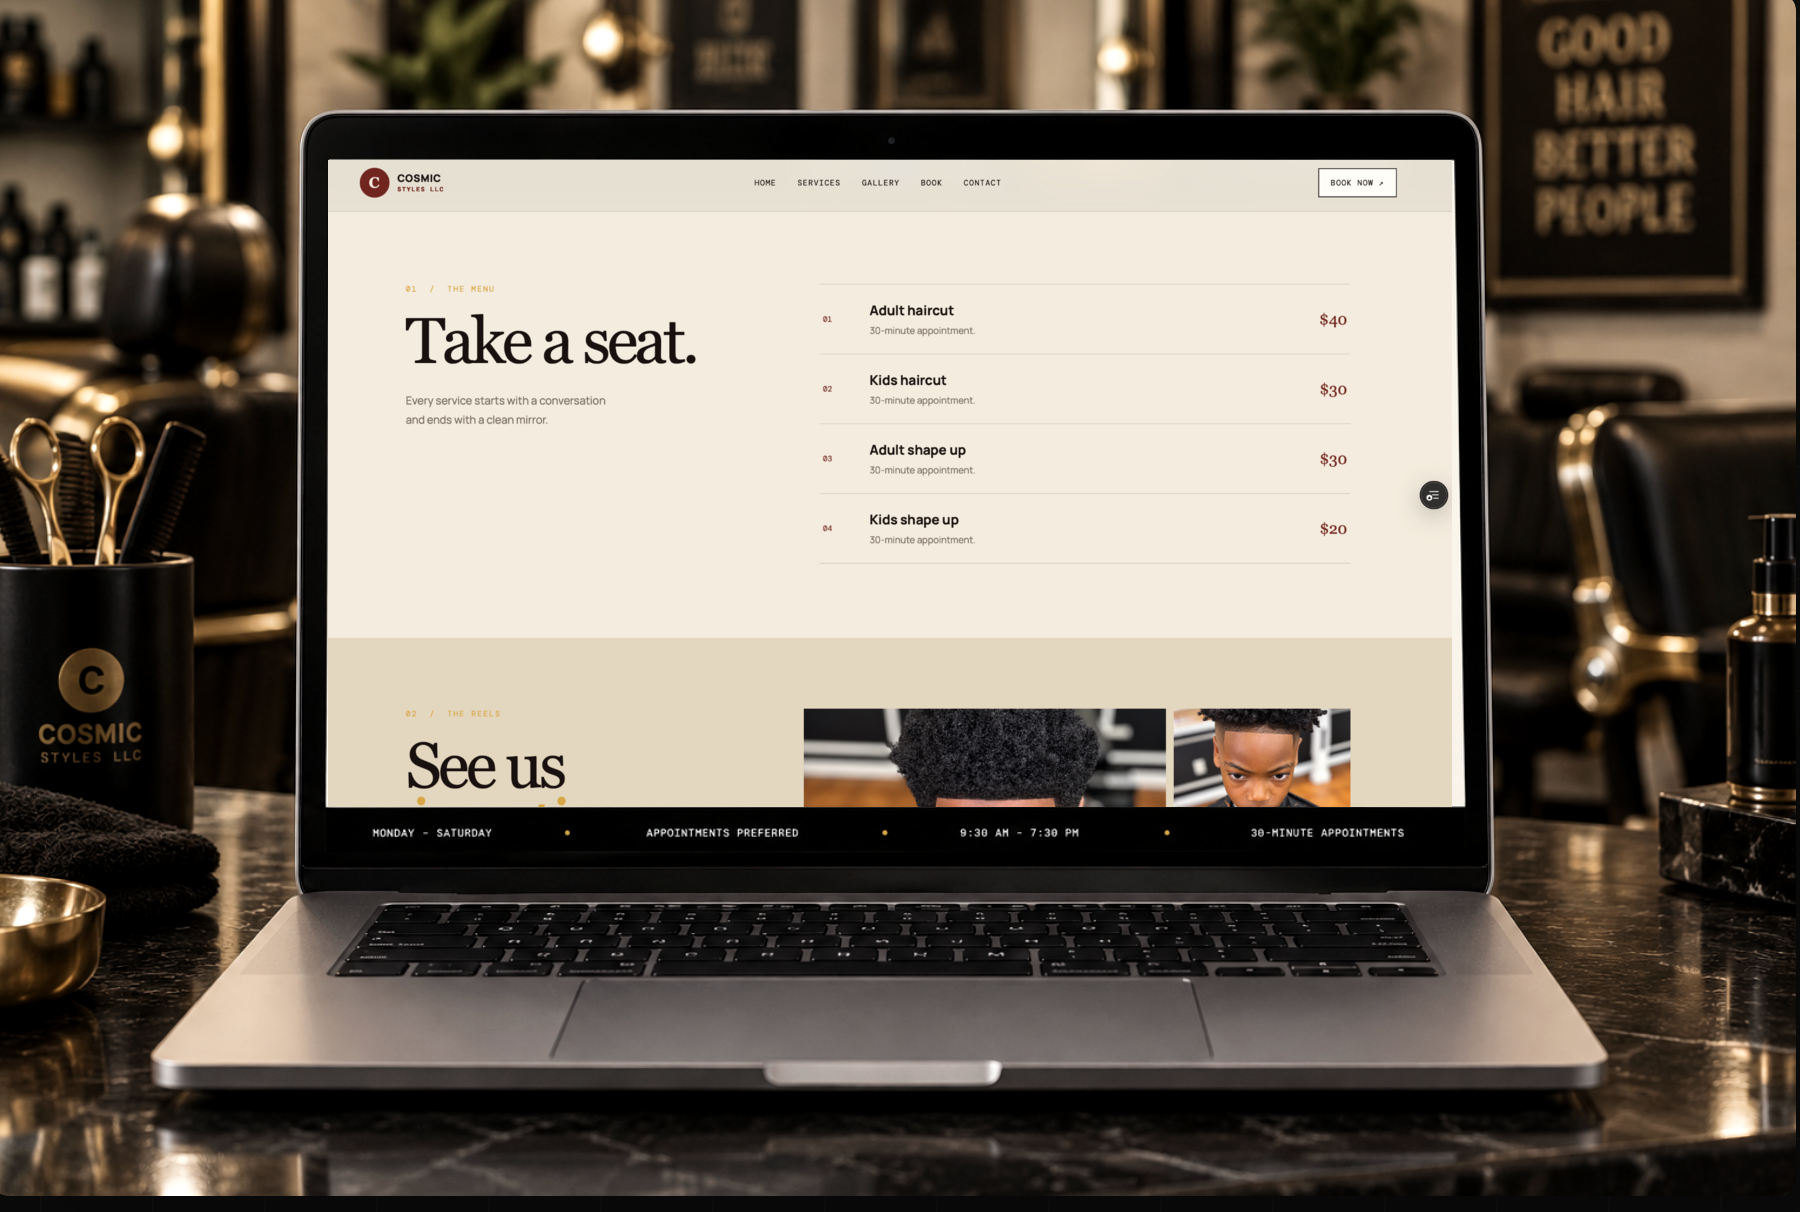 GOOD
HAIR
BETTER
PEOPLE
C
COSMIC
STYLES LLC
HOME
SERVICES
GALLERY
BOOK
CONTACT
BOOK NOW ↗
01 / THE MENU
Take a seat.
Every service starts with a conversation
and ends with a clean mirror.
01
Adult haircut
$40
30-minute appointment.
02
Kids haircut
$30
30-minute appointment.
03
Adult shape up
$30
30-minute appointment.
04
Kids shape up
$20
30-minute appointment.
02 / THE REELS
See us
MONDAY – SATURDAY • APPOINTMENTS PREFERRED • 9:30 AM – 7:30 PM • 30-MINUTE APPOINTMENTS
C
COSMIC
STYLES LLC